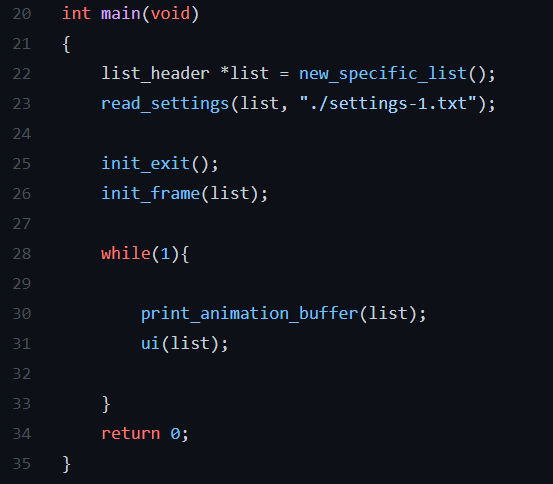 20 int main(void)
21 {
22     list_header *list = new_specific_list();
23     read_settings(list, "./settings-1.txt");
24
25     init_exit();
26     init_frame(list);
27
28     while(1){
29
30         print_animation_buffer(list);
31         ui(list);
32
33     }
34     return 0;
35 }